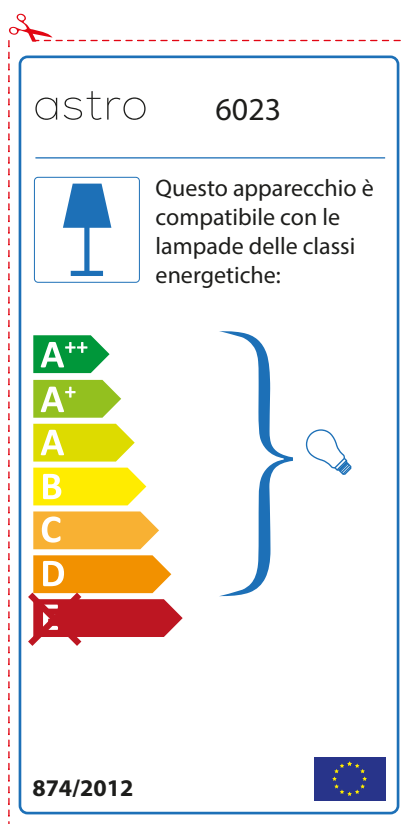 astro 6023
Questo apparecchio è
compatibile con le
lampade delle classi
energetiche:
A++
A+
A
B
C
D
E
874/2012